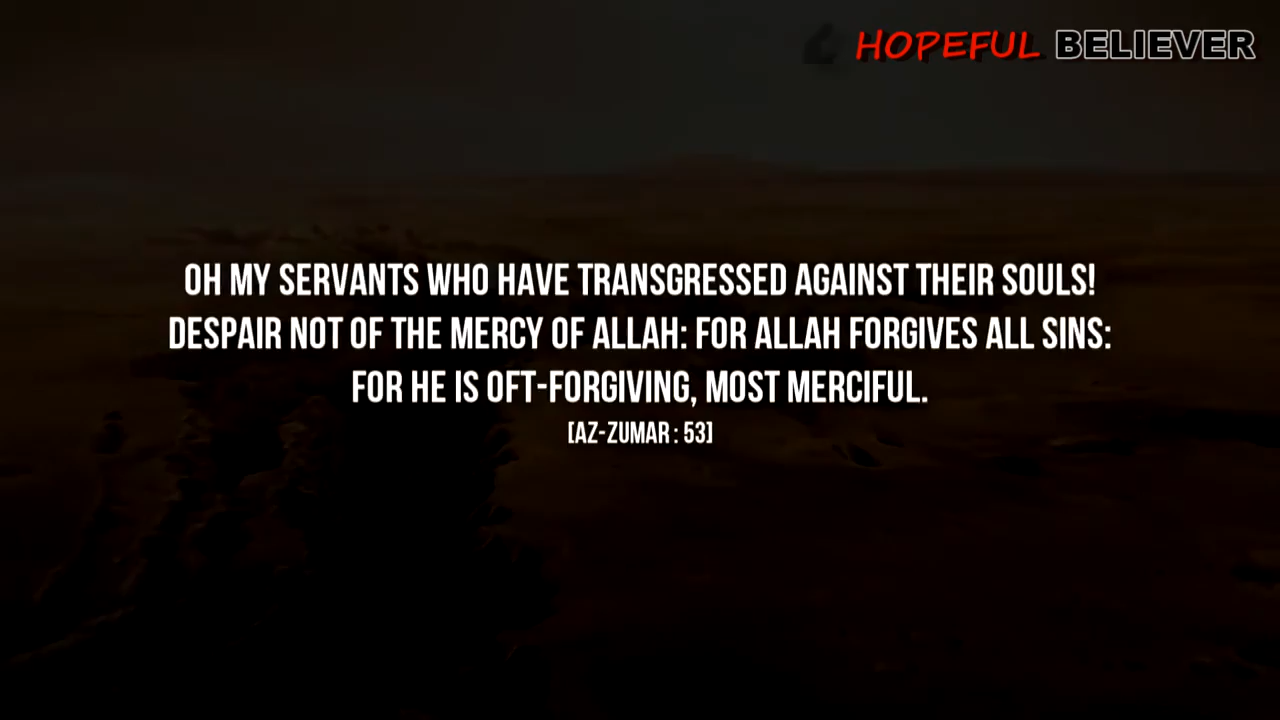 HOPEFUL BELIEVER
OH MY SERVANTS WHO HAVE TRANSGRESSED AGAINST THEIR SOULS!
DESPAIR NOT OF THE MERCY OF ALLAH: FOR ALLAH FORGIVES ALL SINS:
FOR HE IS OFT-FORGIVING, MOST MERCIFUL.
[AZ-ZUMAR : 53]